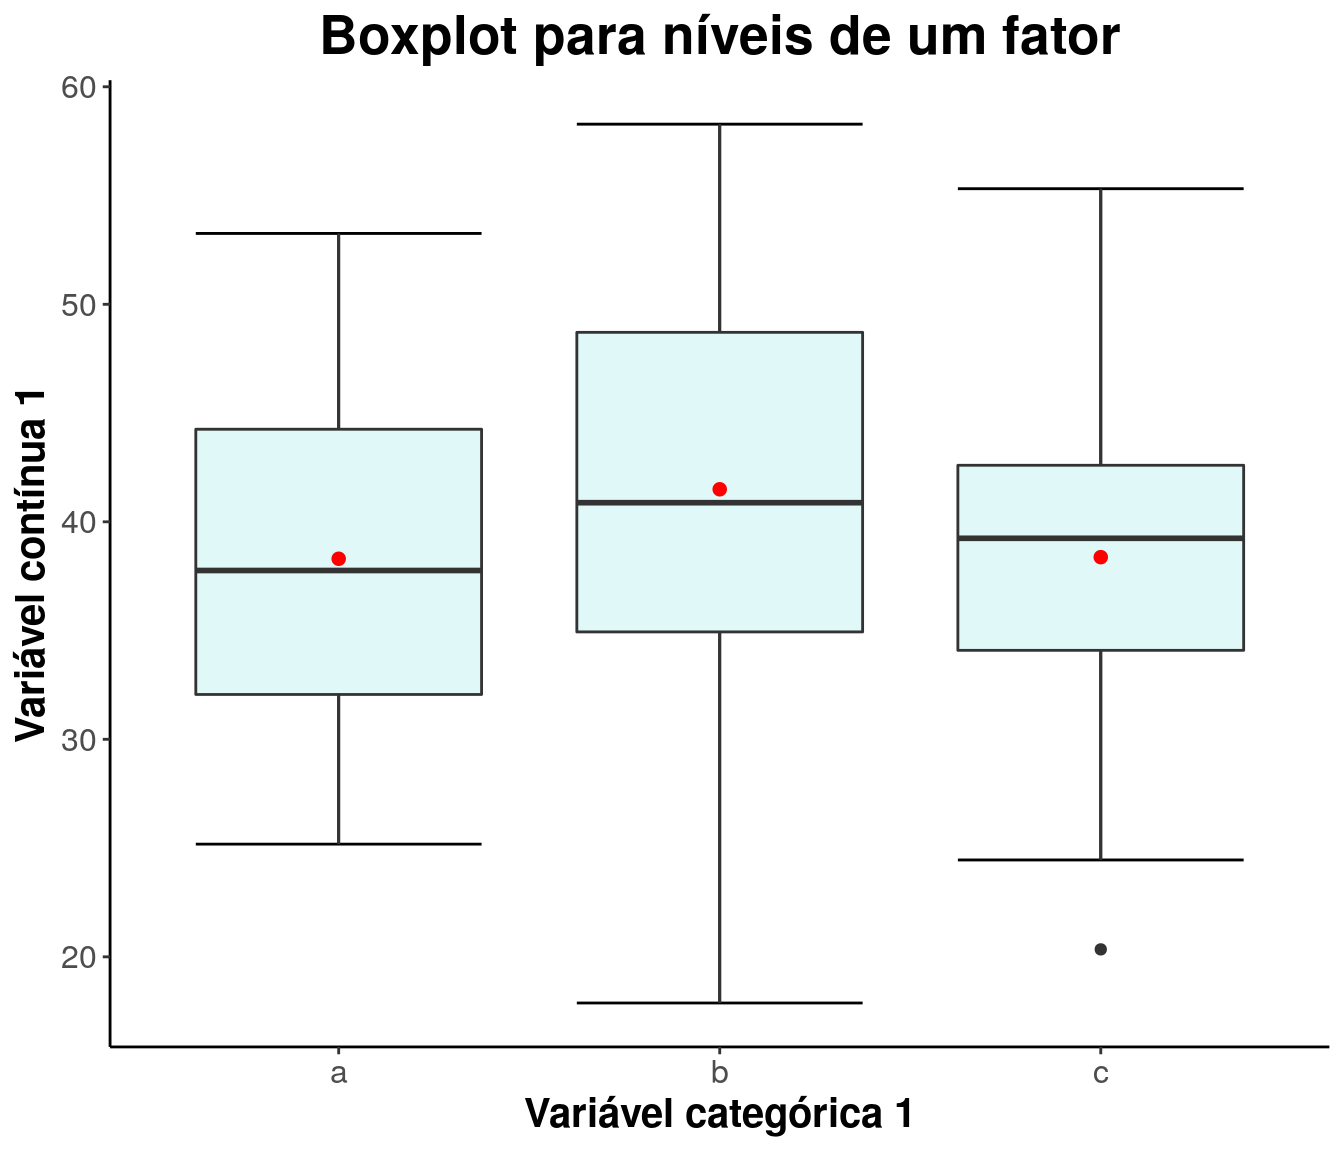 Boxplot para níveis de um fator
Variável contínua 1
60
50
40
30
20
a b c
Variável categórica 1